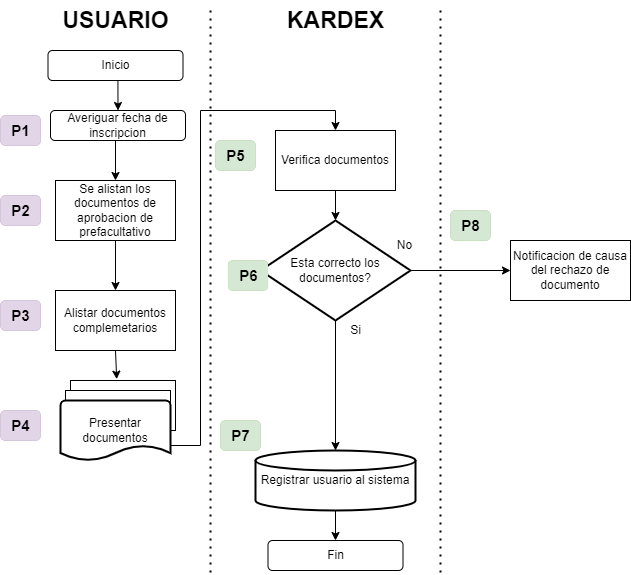 USUARIO
KARDEX
Inicio
P1
Averiguar fecha de
inscripcion
P2
Se alistan los
documentos de
aprobacion de
prefacultativo
P3
Alistar documentos
complemetarios
P4
Presentar
documentos
P5
Verifica documentos
P6
Esta correcto los
documentos?
No
Si
P8
Notificacion de causa
del rechazo de
documento
P7
Registrar usuario al sistema
Fin